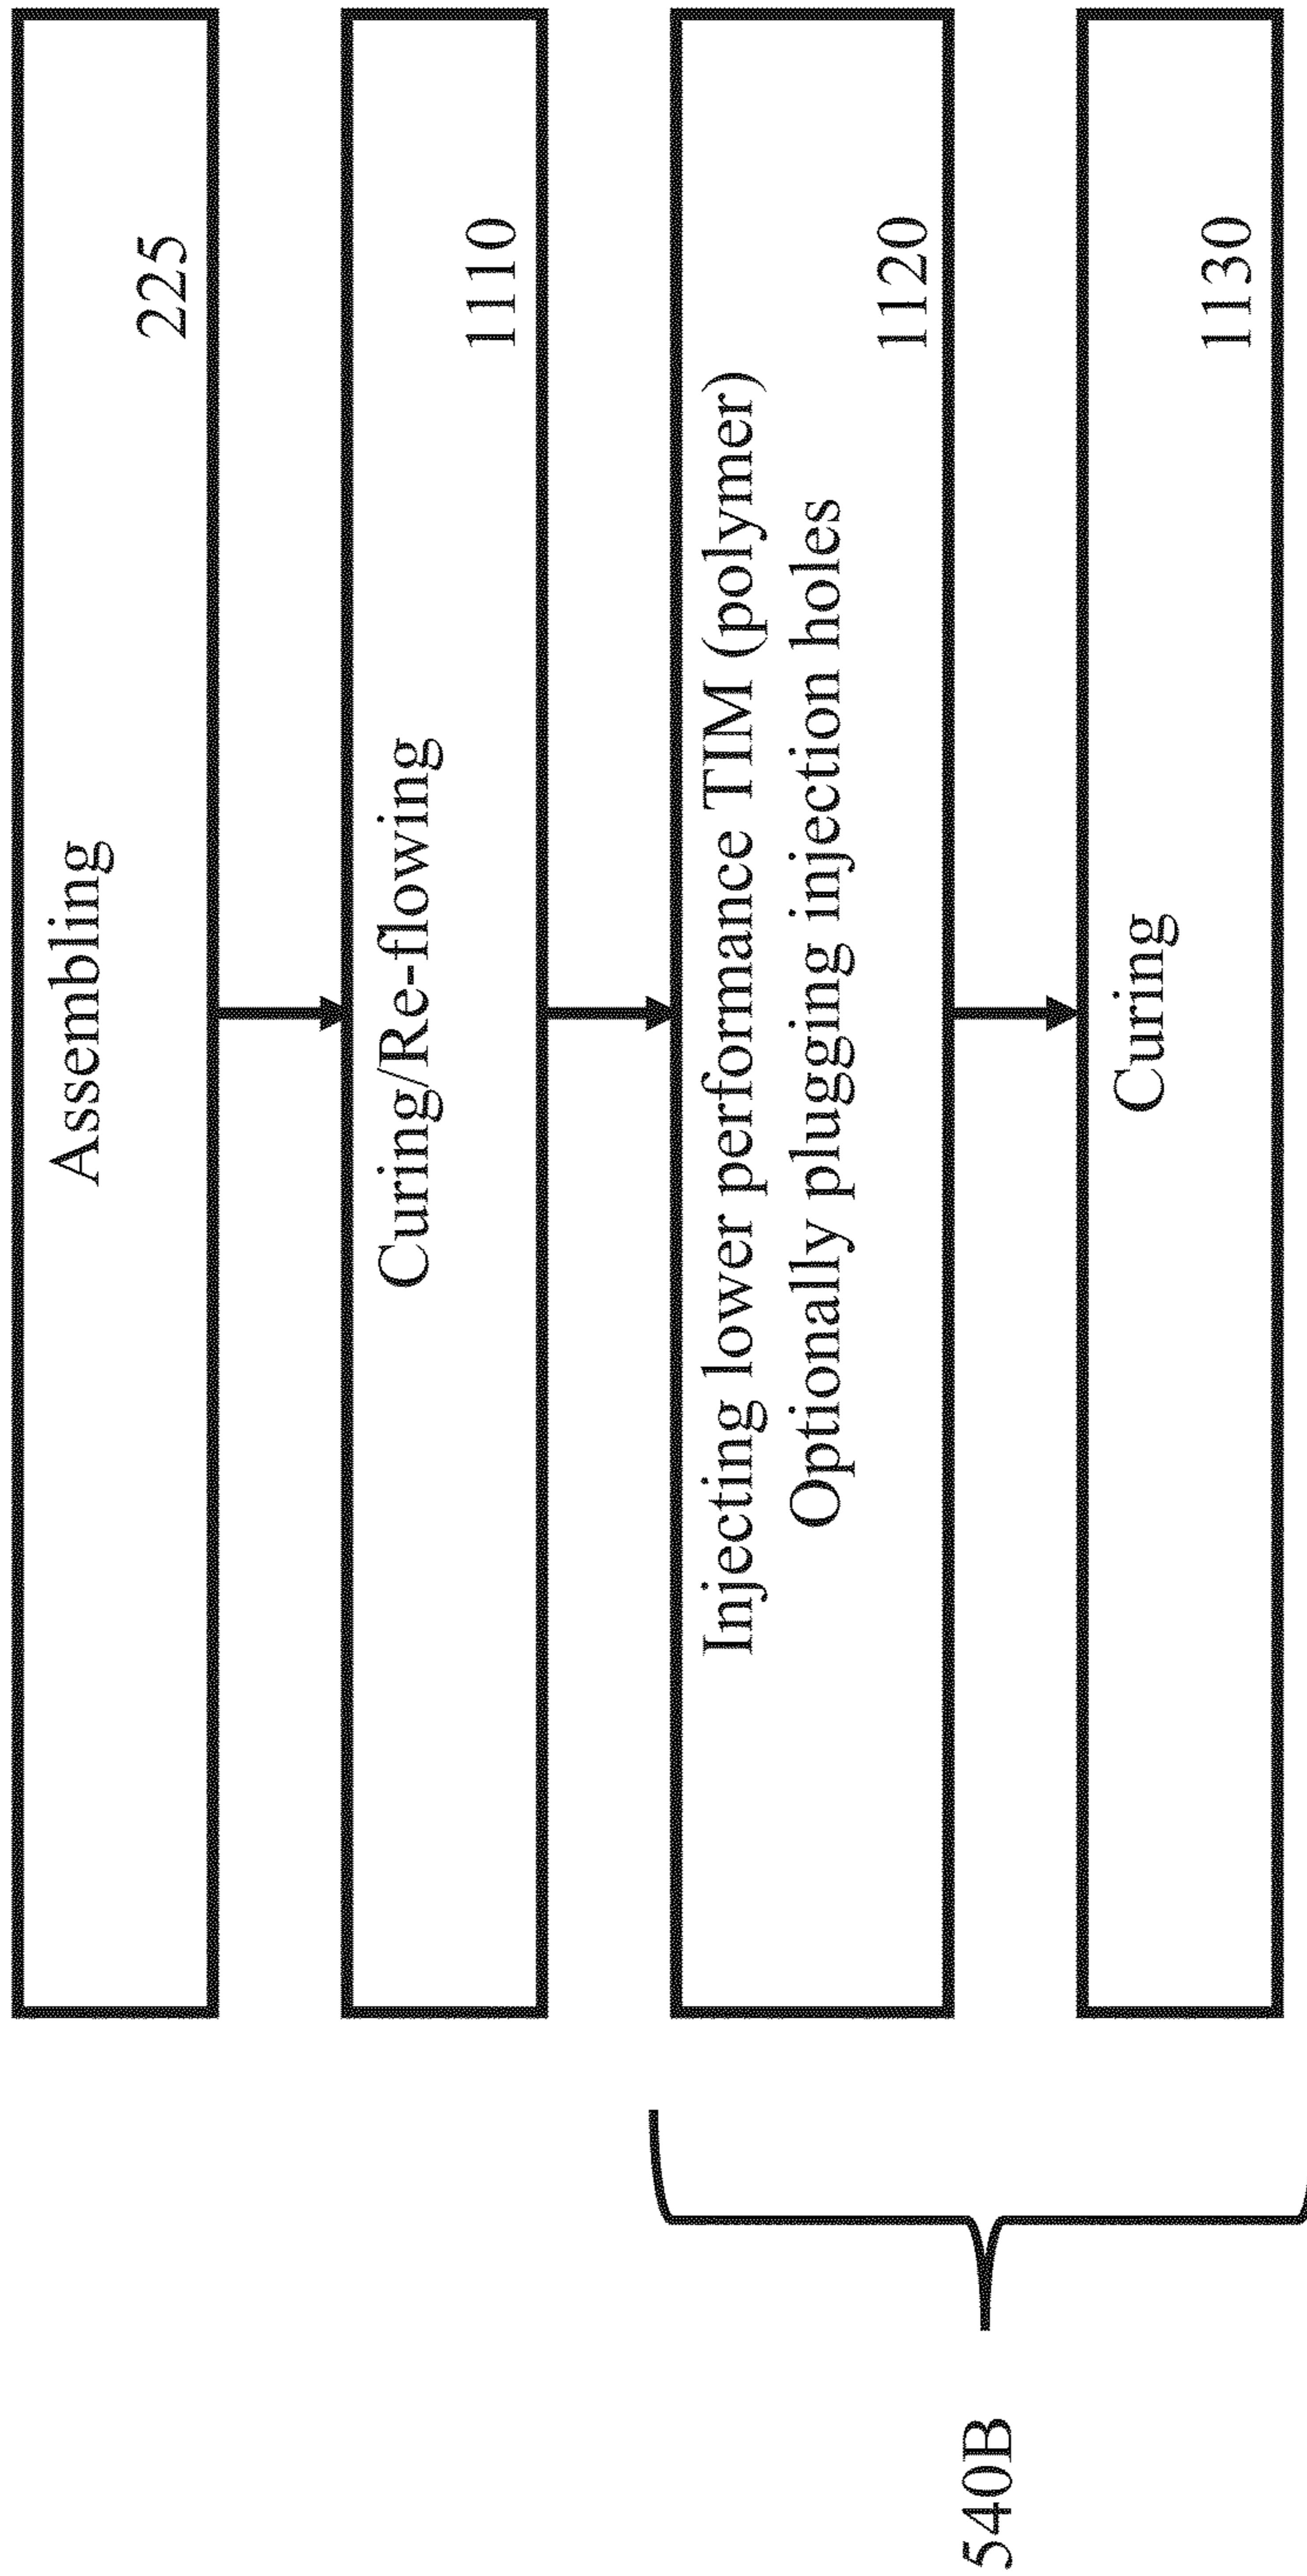 Assembling
225
Curing/Re-flowing
1110
Injecting lower performance TIM (polymer)
Optionally plugging injection holes
1120
Curing
1130
540B